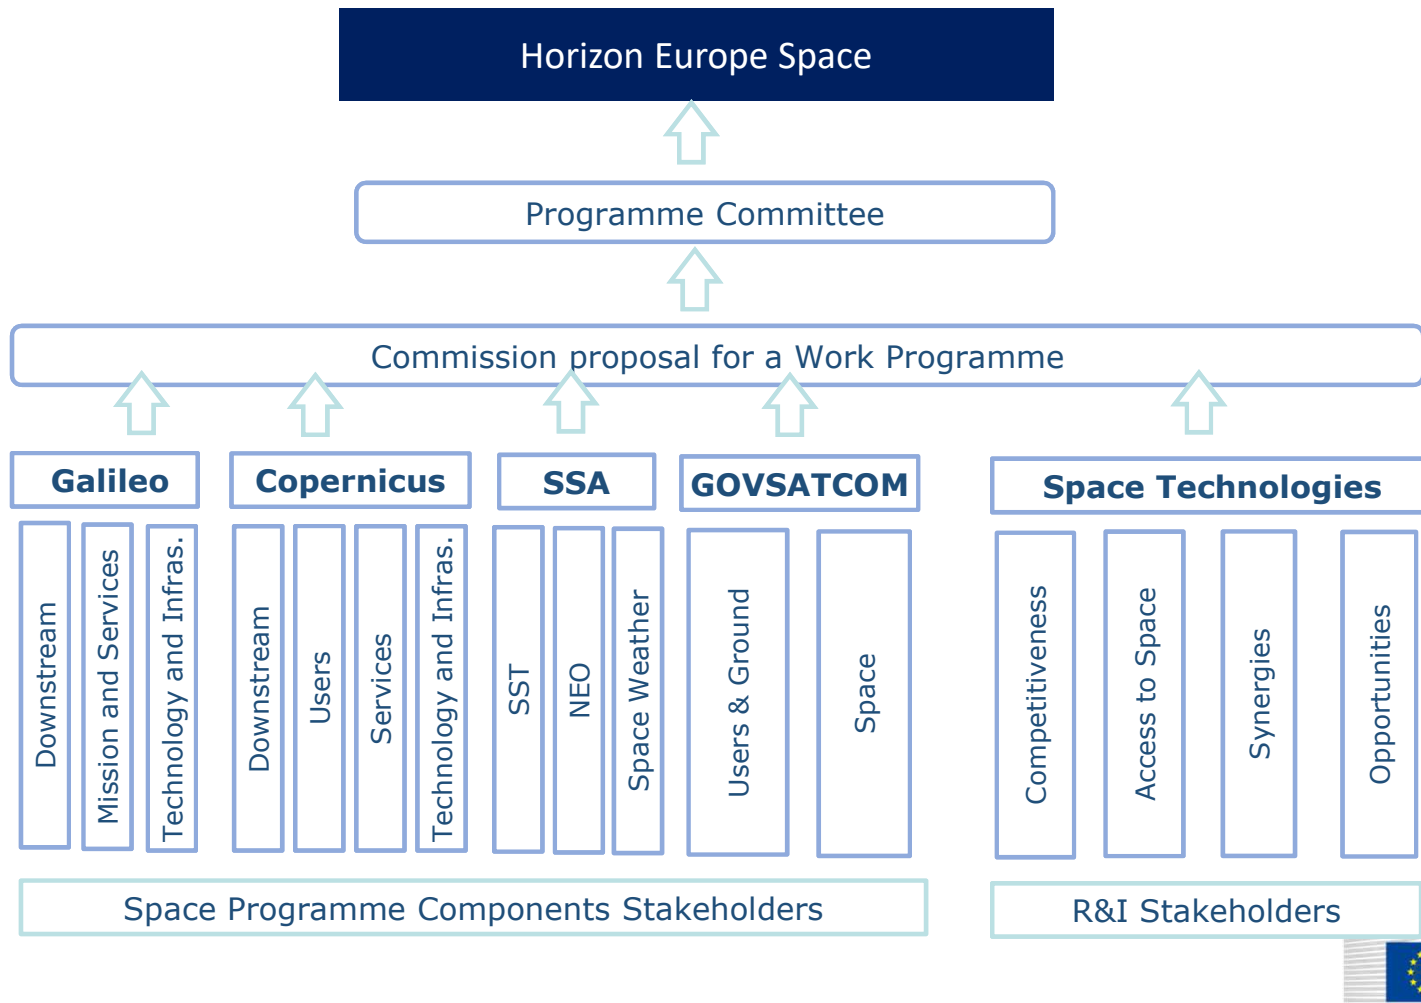 Horizon Europe Space
Programme Committee
Commission proposal for a Work Programme
Galileo
Copernicus
SSA
GOVSATCOM
Space Technologies
Downstream
Mission and Services
Technology and Infras.
Downstream
Users
Services
Technology and Infras.
SST
NEO
Space Weather
Users & Ground
Space
Competitiveness
Access to Space
Synergies
Opportunities
Space Programme Components Stakeholders
R&I Stakeholders